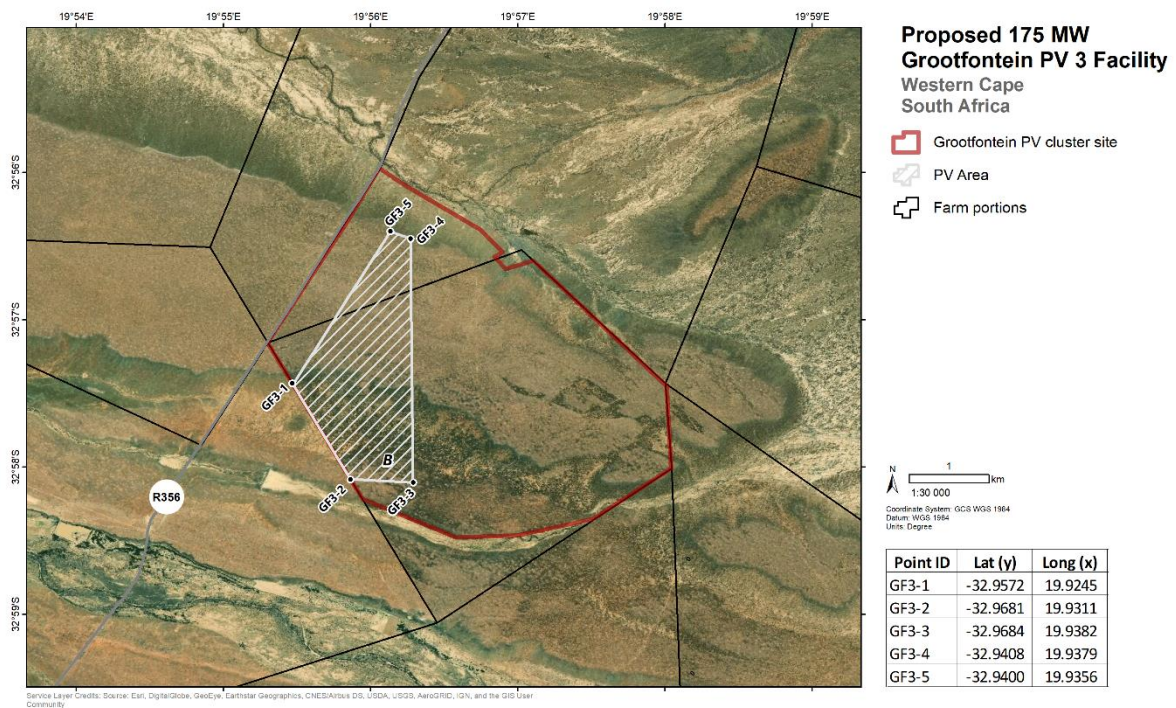 19°54'E 19°55'E 19°56'E 19°57'E 19°58'E 19°59'E
32°56'S
32°57'S
32°58'S
32°59'S
GF3-5
GF3-4
GF3-1
B
GF3-2
GF3-3
R356
Service Layer Credits: Source: Esri, DigitalGlobe, GeoEye, Earthstar Geographics, CNES/Airbus DS, USDA, USGS, AeroGRID, IGN, and the GIS User
Community
Proposed 175 MW
Grootfontein PV 3 Facility
Western Cape
South Africa
Grootfontein PV cluster site
PV Area
Farm portions
N
1
km
1:30 000
Coordinate System: GCS WGS 1984
Datum: WGS 1984
Units: Degree
Point ID Lat (y) Long (x)
GF3-1 -32.9572 19.9245
GF3-2 -32.9681 19.9311
GF3-3 -32.9684 19.9382
GF3-4 -32.9408 19.9379
GF3-5 -32.9400 19.9356